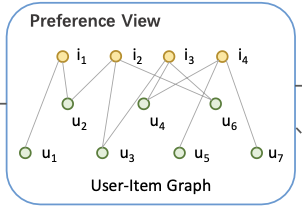 Preference View
i1 i2 i3 i4
u2 u4 u6
u1 u3 u5 u7
User-Item Graph